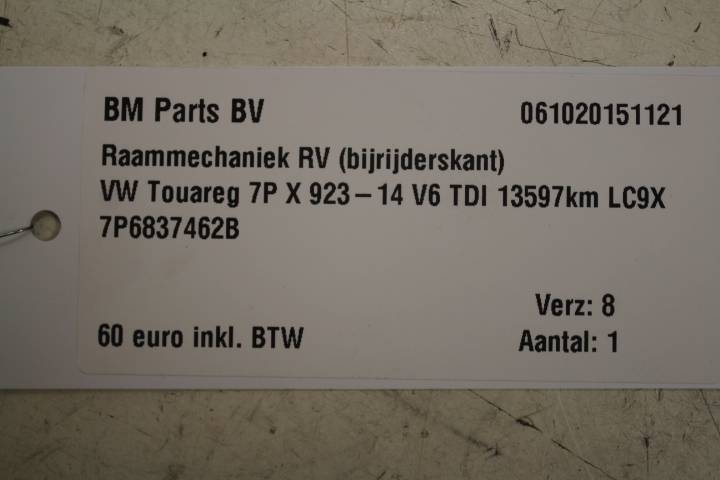 BM Parts BV 061020151121
Raammechaniek RV (bijrijderskant)
VW Touareg 7P X 923-14 V6 TDI 13597km LC9X
7P6837462B
Verz: 8
60 euro inkl. BTW Aantal: 1